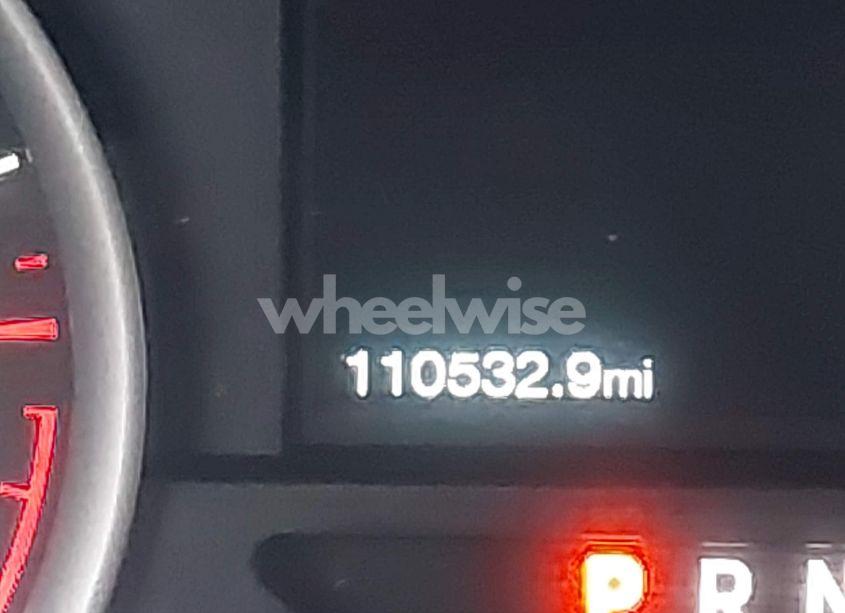 wheelwise
110532.9mi
P R N